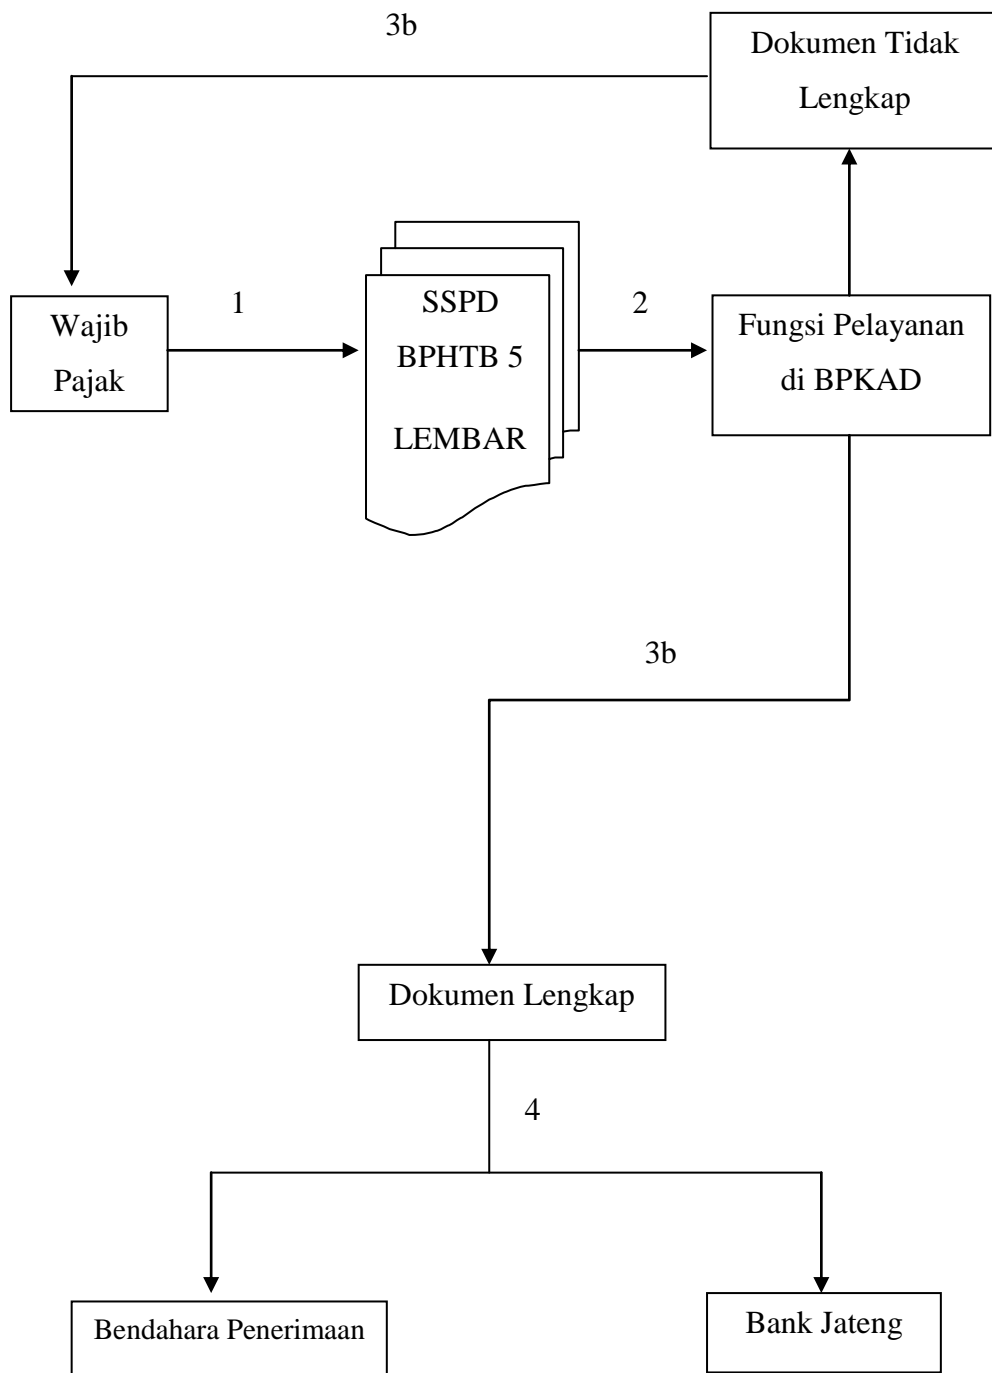 3b
Dokumen Tidak
Lengkap
1
2
Wajib
Pajak
SSPD
BPHTB 5
LEMBAR
Fungsi Pelayanan
di BPKAD
3b
Dokumen Lengkap
4
Bendahara Penerimaan
Bank Jateng